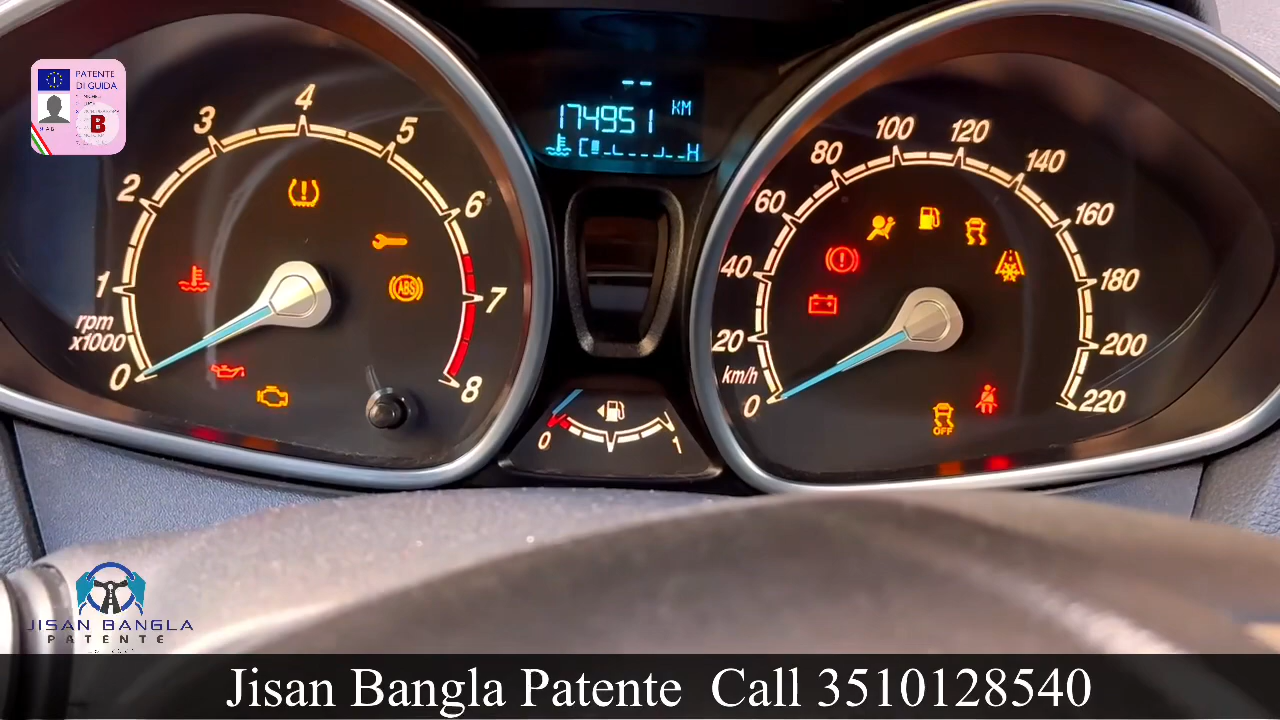 PATENTE
DI GUIDA
B
174951 KM
C H
0 1 2 3 4 5 6 7 8
rpm
x1000
ABS
0 20 40 60 80 100 120 140 160 180 200 220
km/h
OFF
0 1
JISAN BANGLA
PATENTE
Jisan Bangla Patente Call 3510128540